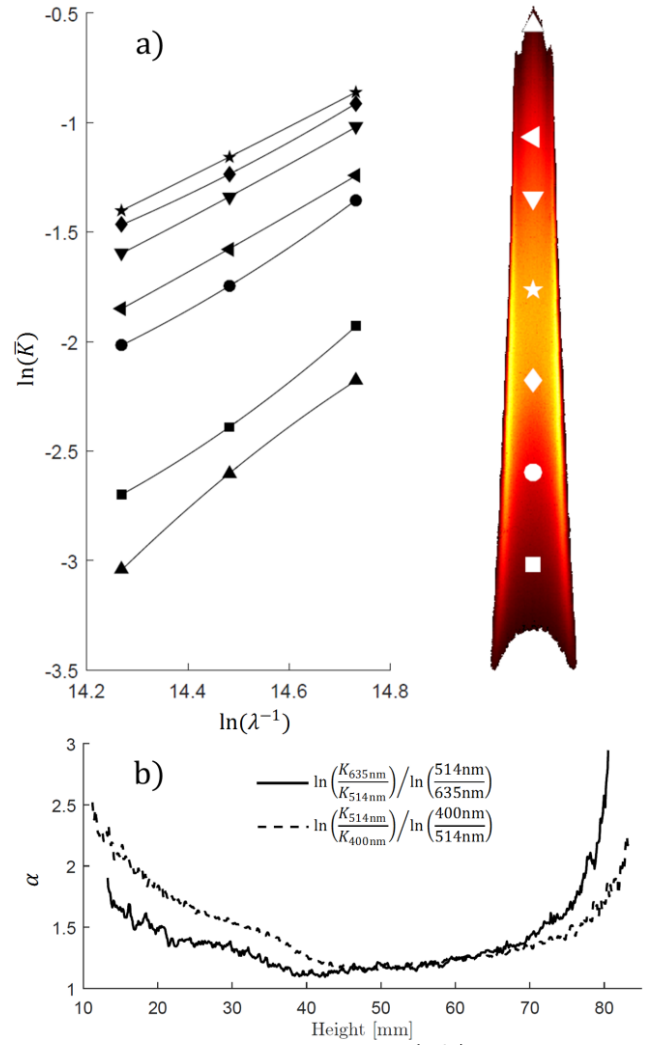 a)
-0.5
-1
-1.5
-2
-2.5
-3
-3.5
ln(K̅)
14.2 14.4 14.6 14.8
ln(λ⁻¹)
b)
3
2.5
2
1.5
1
α
ln(K₆₃₅ₙₘ/K₅₁₄ₙₘ)/ln(514nm/635nm)
ln(K₅₁₄ₙₘ/K₄₀₀ₙₘ)/ln(400nm/514nm)
10 20 30 40 50 60 70 80
Height [mm]